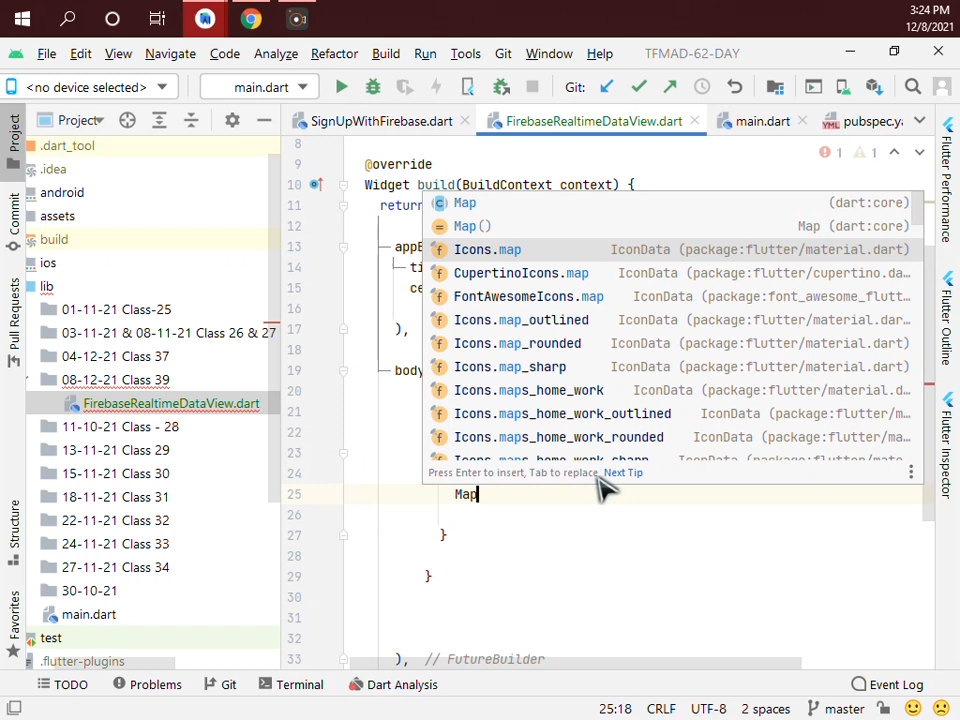 3:24 PM
12/8/2021
File Edit View Navigate Code Analyze Refactor Build Run Tools Git Window Help TFMAD-62-DAY
<no device selected> main.dart Git:
Project
SignUpWithFirebase.dart FirebaseRealtimeDataView.dart main.dart pubspec.ya
Project
Commit
Pull Requests
Structure
Favorites
.dart_tool
.idea
android
assets
build
ios
lib
01-11-21 Class-25
03-11-21 & 08-11-21 Class 26 & 27
04-12-21 Class 37
08-12-21 Class 39
FirebaseRealtimeDataView.dart
11-10-21 Class - 28
13-11-21 Class 29
15-11-21 Class 30
18-11-21 Class 31
22-11-21 Class 32
24-11-21 Class 33
27-11-21 Class 34
30-10-21
main.dart
test
.flutter-plugins
1 1
8
9 @override
10 Widget build(BuildContext context) {
11 retur
12
13 appB
14 ti
15 ce
16
17 ),
18
19 body
20
21
22
23
24
25 Map
26
27 }
28
29 }
30
31
32
33 ), // FutureBuilder
C Map (dart:core)
= Map() Map (dart:core)
f Icons.map IconData (package:flutter/material.dart)
f CupertinoIcons.map IconData (package:flutter/cupertino.da...
f FontAwesomeIcons.map IconData (package:font_awesome_flutt...
f Icons.map_outlined IconData (package:flutter/material.dar...
f Icons.map_rounded IconData (package:flutter/material.dart)
f Icons.map_sharp IconData (package:flutter/material.dart)
f Icons.maps_home_work IconData (package:flutter/material.d...
f Icons.maps_home_work_outlined IconData (package:flutter/m...
f Icons.maps_home_work_rounded IconData (package:flutter/ma...
Press Enter to insert, Tab to replace Next Tip
Flutter Performance
Flutter Outline
Flutter Inspector
TODO Problems Git Terminal Dart Analysis Event Log
25:18 CRLF UTF-8 2 spaces master